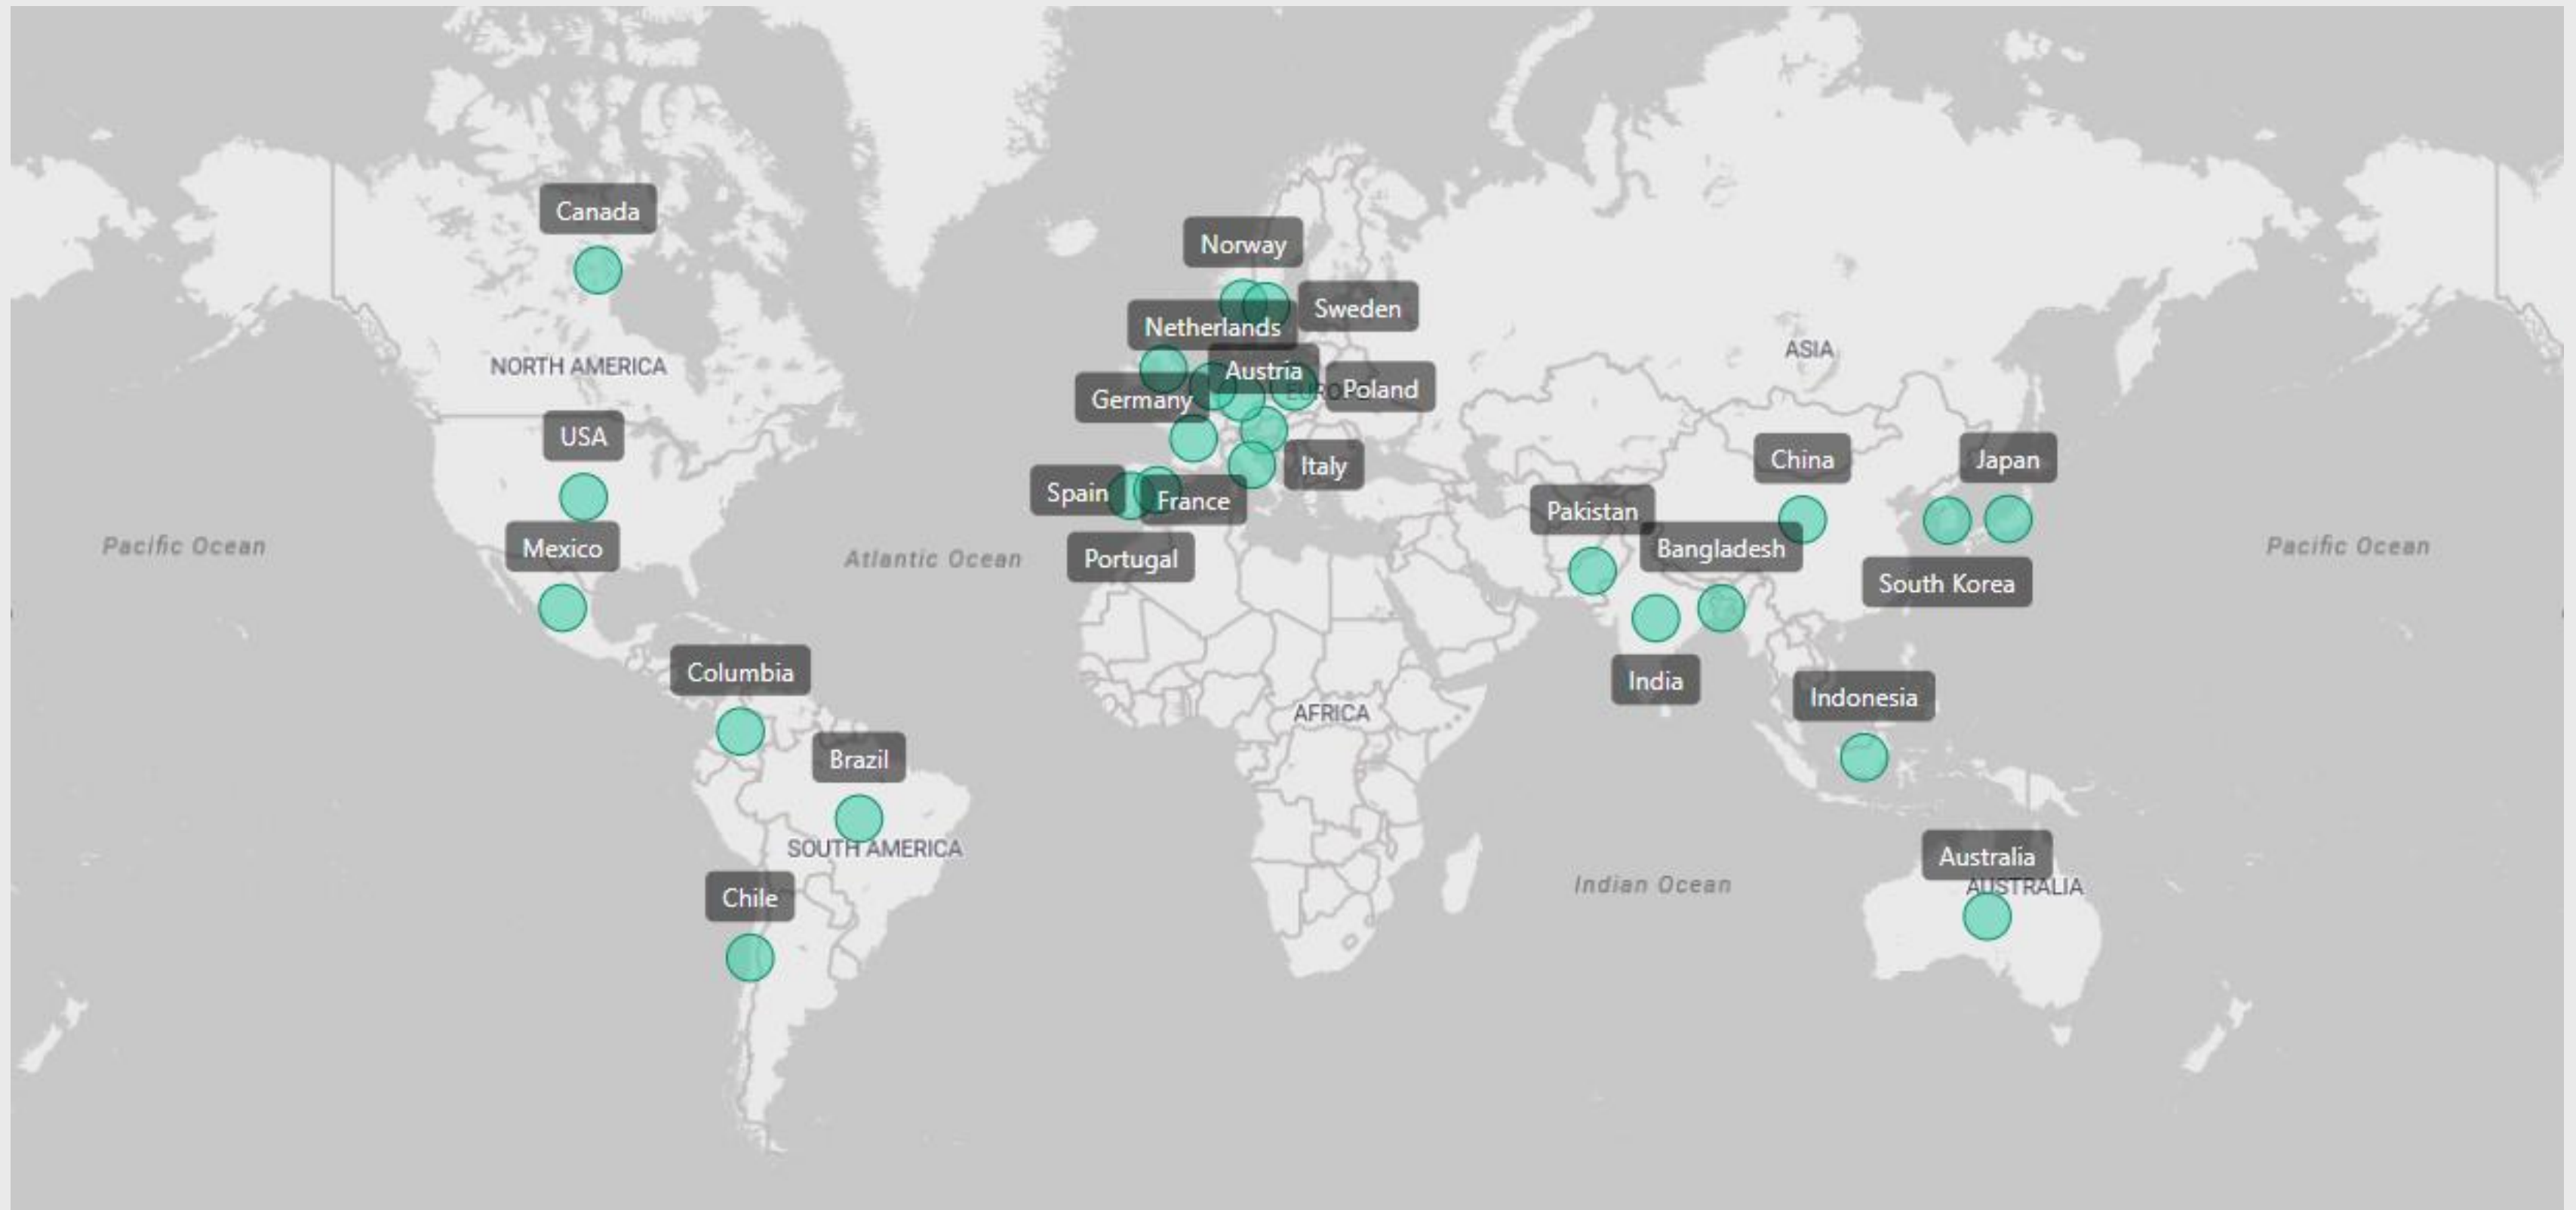 Canada
Norway
Sweden
Netherlands
ASIA
NORTH AMERICA
Austria
Poland
Germany
USA
China
Japan
Italy
Spain
France
Pakistan
Pacific Ocean
Mexico
Atlantic Ocean
Portugal
Bangladesh
Pacific Ocean
South Korea
Columbia
India
Indonesia
AFRICA
Brazil
SOUTH AMERICA
Australia
Indian Ocean
AUSTRALIA
Chile